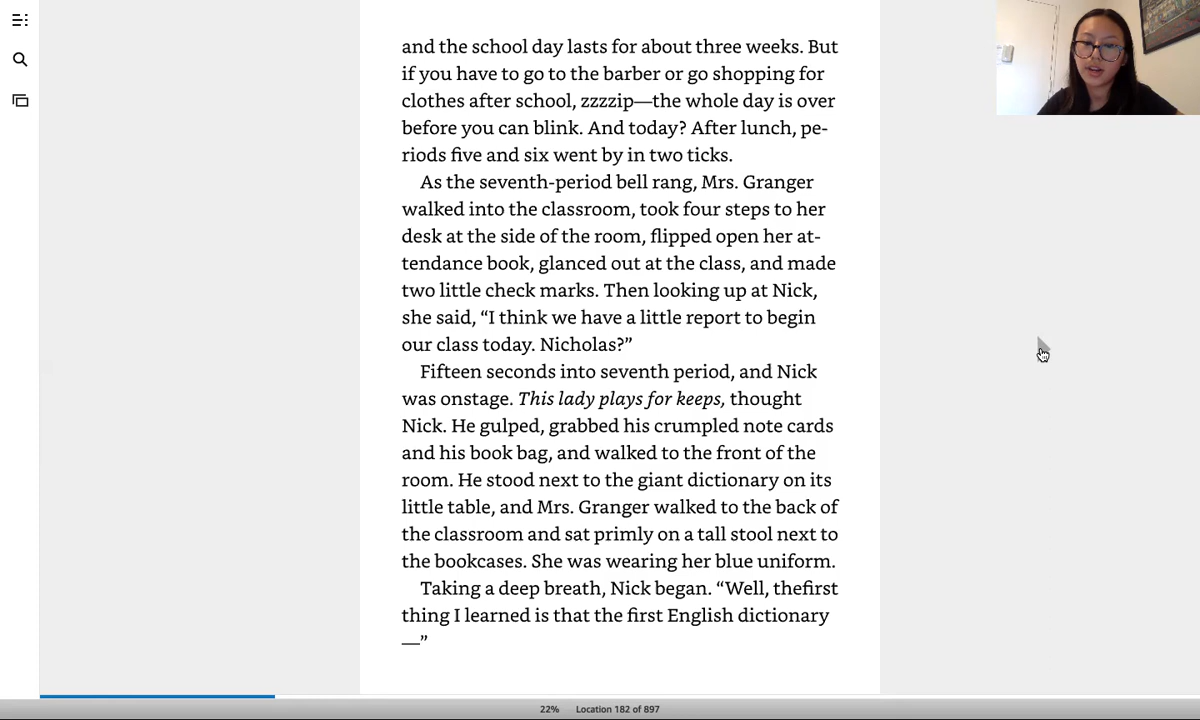 and the school day lasts for about three weeks. But
if you have to go to the barber or go shopping for
clothes after school, zzzzip—the whole day is over
before you can blink. And today? After lunch, pe-
riods five and six went by in two ticks.
As the seventh-period bell rang, Mrs. Granger
walked into the classroom, took four steps to her
desk at the side of the room, flipped open her at-
tendance book, glanced out at the class, and made
two little check marks. Then looking up at Nick,
she said, “I think we have a little report to begin
our class today. Nicholas?”
Fifteen seconds into seventh period, and Nick
was onstage. This lady plays for keeps, thought
Nick. He gulped, grabbed his crumpled note cards
and his book bag, and walked to the front of the
room. He stood next to the giant dictionary on its
little table, and Mrs. Granger walked to the back of
the classroom and sat primly on a tall stool next to
the bookcases. She was wearing her blue uniform.
Taking a deep breath, Nick began. “Well, thefirst
thing I learned is that the first English dictionary
—”
22% Location 182 of 897